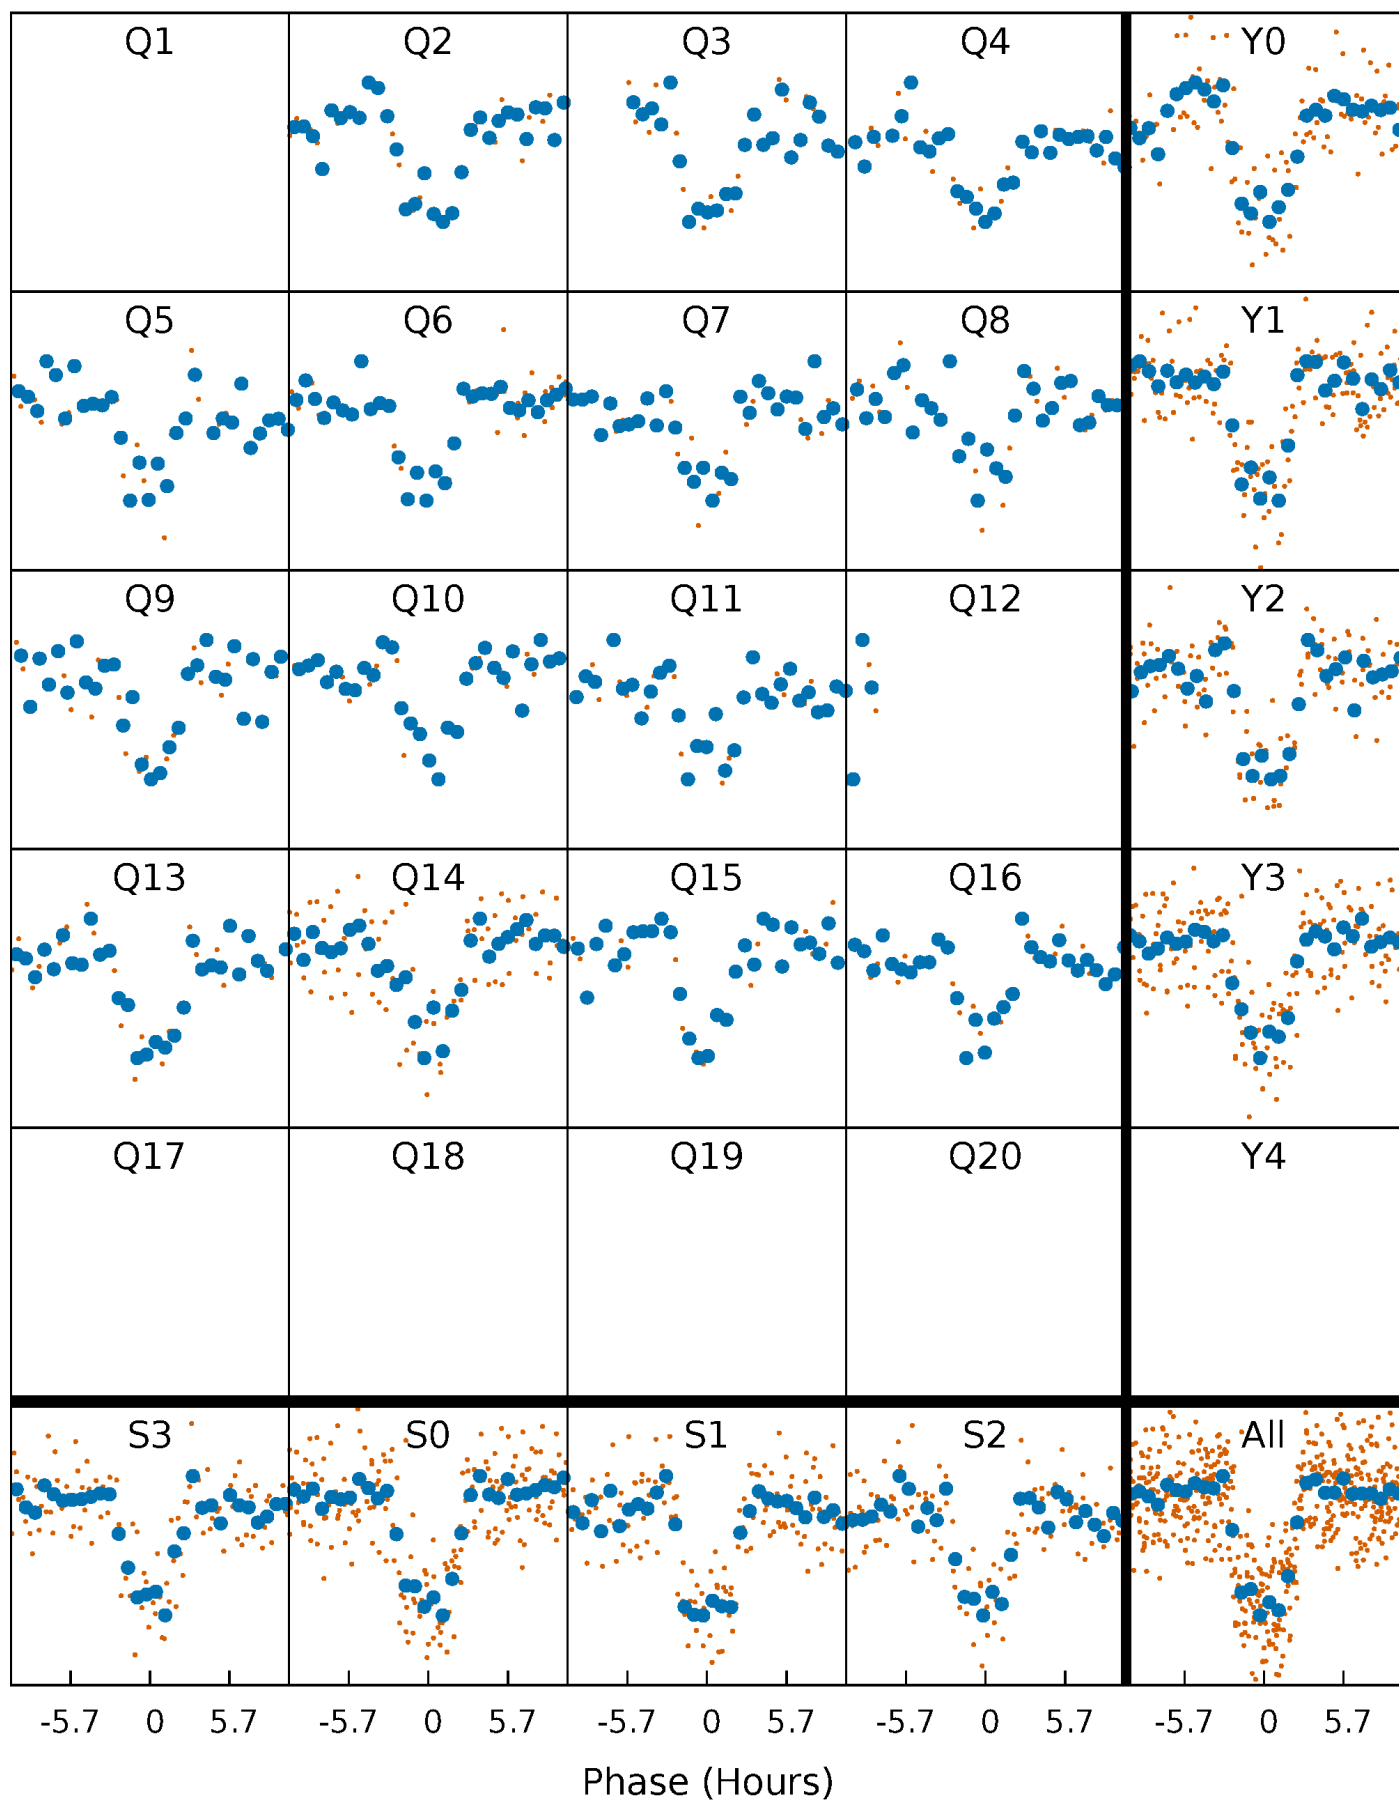 Q1 Q2 Q3 Q4 Y0
Q5 Q6 Q7 Q8 Y1
Q9 Q10 Q11 Q12 Y2
Q13 Q14 Q15 Q16 Y3
Q17 Q18 Q19 Q20 Y4
S3 S0 S1 S2 All
-5.7 0 5.7 -5.7 0 5.7 -5.7 0 5.7 -5.7 0 5.7 -5.7 0 5.7
Phase (Hours)